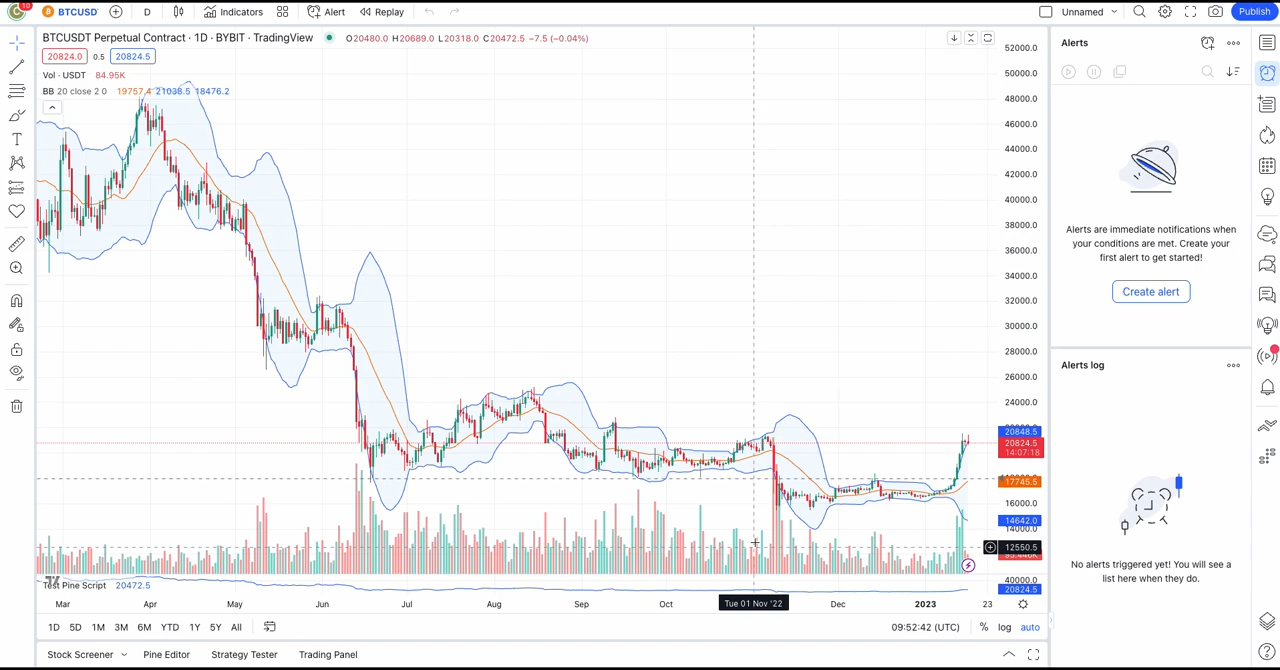 10 BTCUSD D Indicators Alert Replay Unnamed Publish
BTCUSDT Perpetual Contract · 1D · BYBIT · TradingView O20480.0 H20689.0 L20318.0 C20472.5 −7.5 (−0.04%)
20824.0 0.5 20824.5
Vol · USDT 84.95K
BB 20 close 2 0 19757.4 21038.5 18476.2
52000.0
50000.0
48000.0
46000.0
44000.0
42000.0
40000.0
38000.0
36000.0
34000.0
32000.0
30000.0
28000.0
26000.0
24000.0
20848.5
20824.5
14:07:18
17745.5
16000.0
14642.0
12550.5
40000.0
20824.5
Test Pine Script 20472.5
Mar Apr May Jun Jul Aug Sep Oct Tue 01 Nov '22 Dec 2023 23
1D 5D 1M 3M 6M YTD 1Y 5Y All 09:52:42 (UTC) % log auto
Stock Screener Pine Editor Strategy Tester Trading Panel
Alerts
Alerts are immediate notifications when
your conditions are met. Create your
first alert to get started!
Create alert
Alerts log
No alerts triggered yet! You will see a
list here when they do.